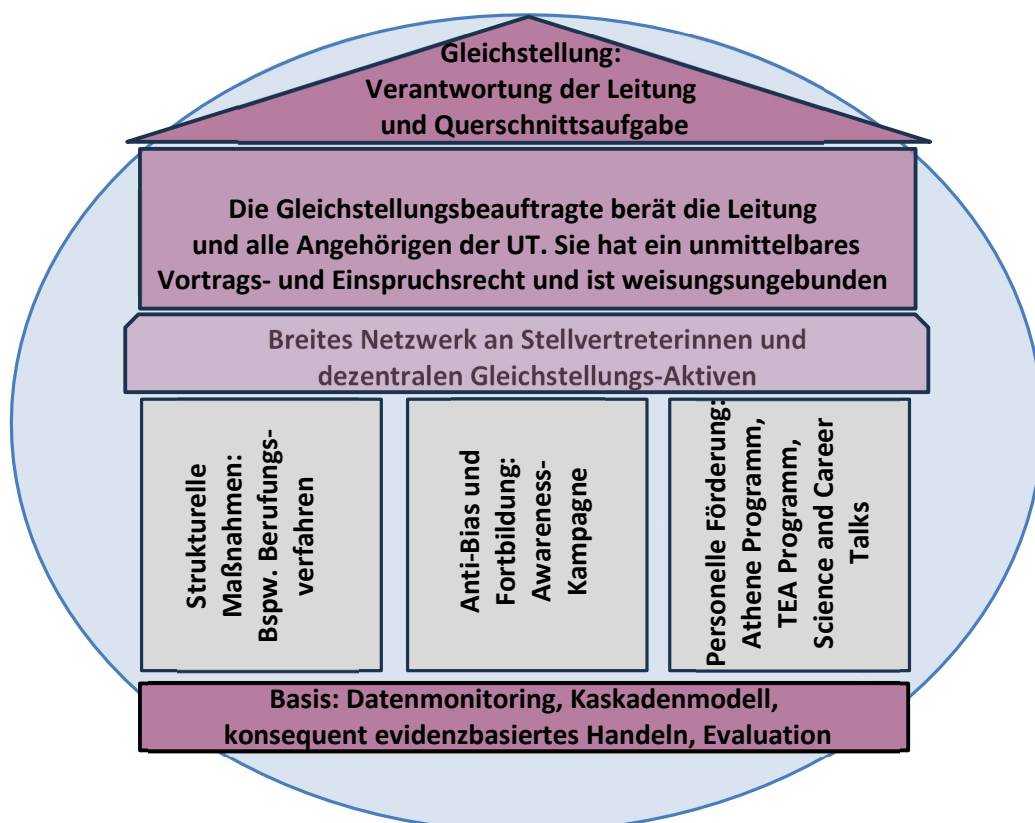 Gleichstellung:
Verantwortung der Leitung
und Querschnittsaufgabe
Die Gleichstellungsbeauftragte berät die Leitung
und alle Angehörigen der UT. Sie hat ein unmittelbares
Vortrags- und Einspruchsrecht und ist weisungsungebunden
Breites Netzwerk an Stellvertreterinnen und
dezentralen Gleichstellungs-Aktiven
Strukturelle
Maßnahmen:
Bspw. Berufungs-
verfahren
Anti-Bias und
Fortbildung:
Awareness-
Kampagne
Personelle Förderung:
Athene Programm,
TEA Programm,
Science and Career
Talks
Basis: Datenmonitoring, Kaskadenmodell,
konsequent evidenzbasiertes Handeln, Evaluation